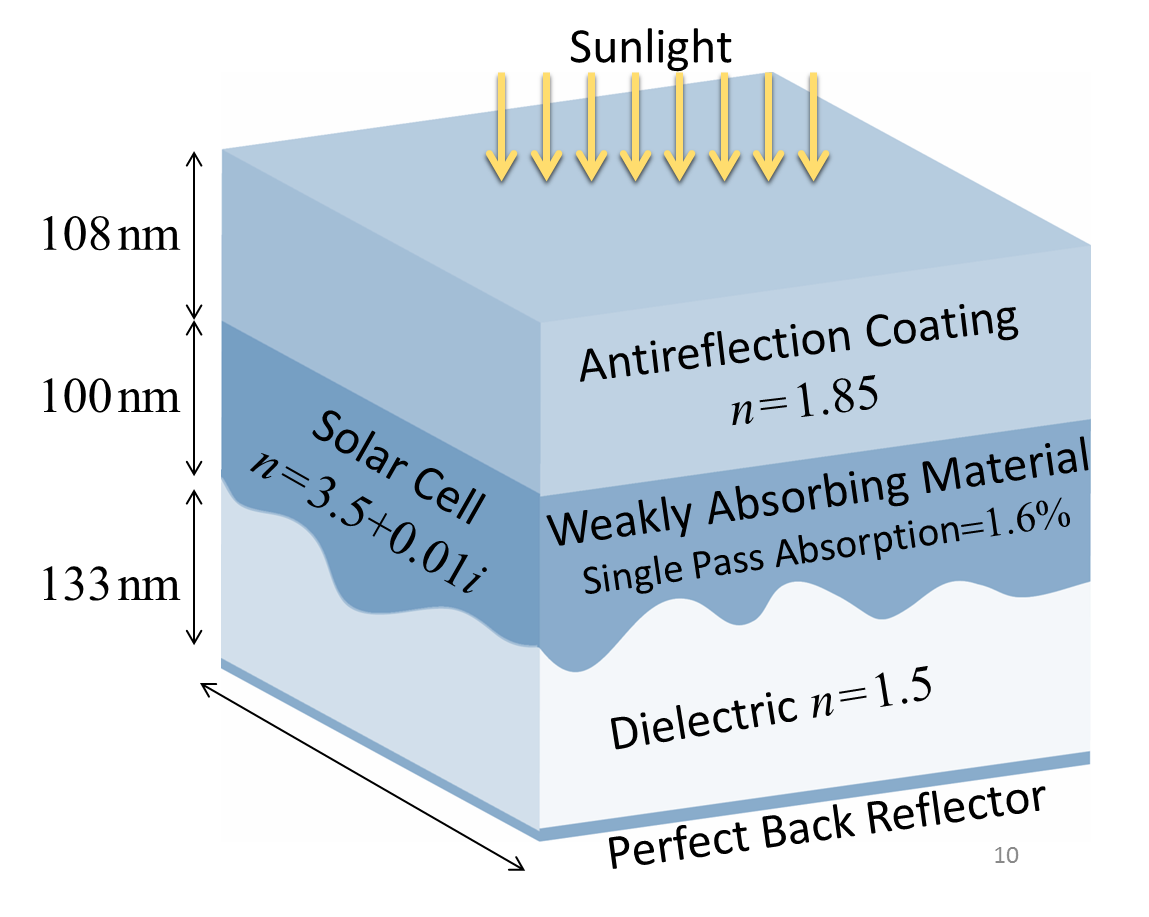 Sunlight
108 nm
Antireflection Coating
n=1.85
100 nm
Solar Cell
n=3.5+0.01i
Weakly Absorbing Material
Single Pass Absorption=1.6%
133 nm
Dielectric n=1.5
Perfect Back Reflector
10